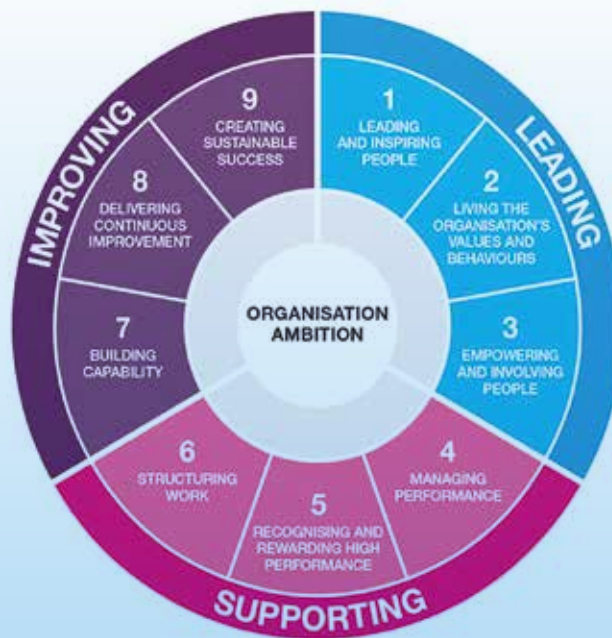 LEADING
1
LEADING
AND INSPIRING
PEOPLE
2
LIVING THE
ORGANISATION'S
VALUES AND
BEHAVIOURS
3
EMPOWERING
AND INVOLVING
PEOPLE
SUPPORTING
4
MANAGING
PERFORMANCE
5
RECOGNISING AND
REWARDING HIGH
PERFORMANCE
6
STRUCTURING
WORK
IMPROVING
7
BUILDING
CAPABILITY
8
DELIVERING
CONTINUOUS
IMPROVEMENT
9
CREATING
SUSTAINABLE
SUCCESS
ORGANISATION
AMBITION